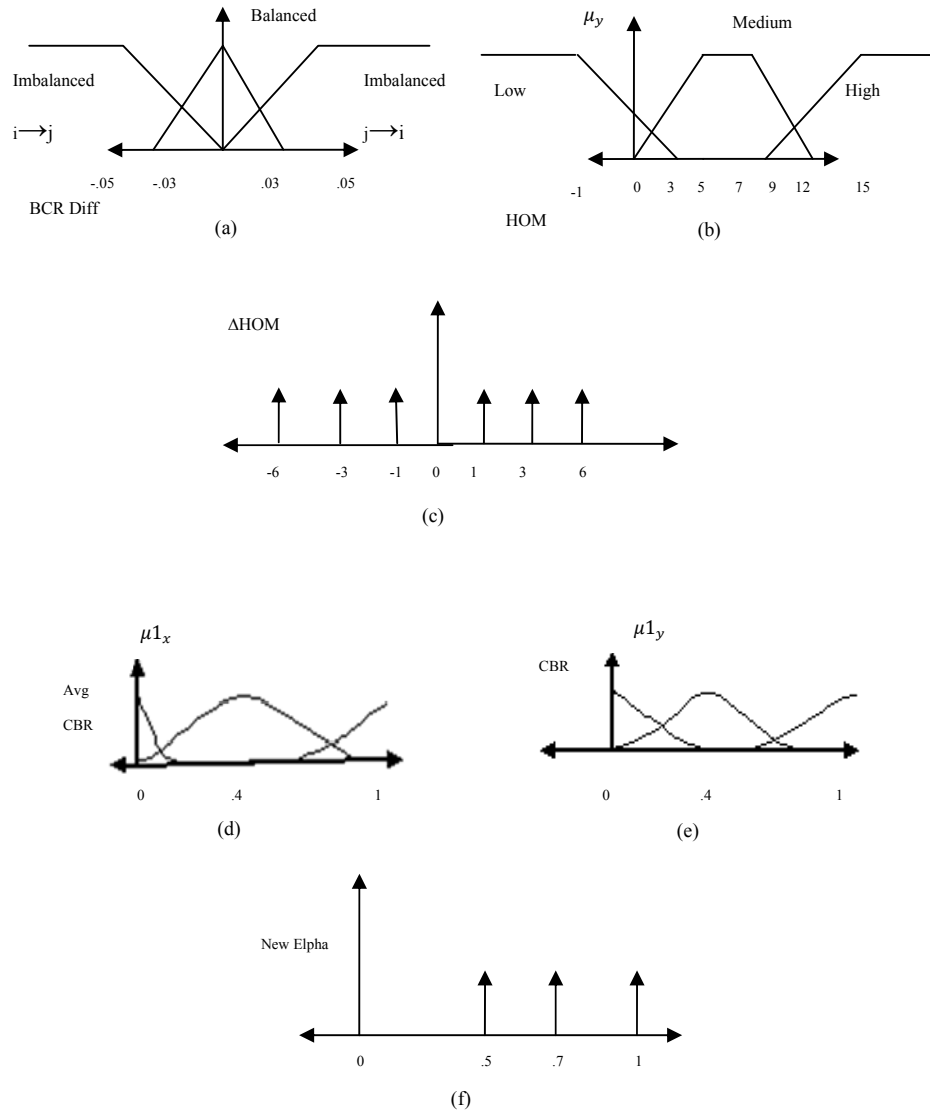 Balanced
Imbalanced
Imbalanced
i→j
j→i
-.05 -.03 .03 .05
BCR Diff
(a)
μy
Medium
Low
High
-1 0 3 5 7 9 12 15
HOM
(b)
ΔHOM
-6 -3 -1 0 1 3 6
(c)
μ1x
Avg
CBR
0 .4 1
(d)
μ1y
CBR
0 .4 1
(e)
New Elpha
0 .5 .7 1
(f)